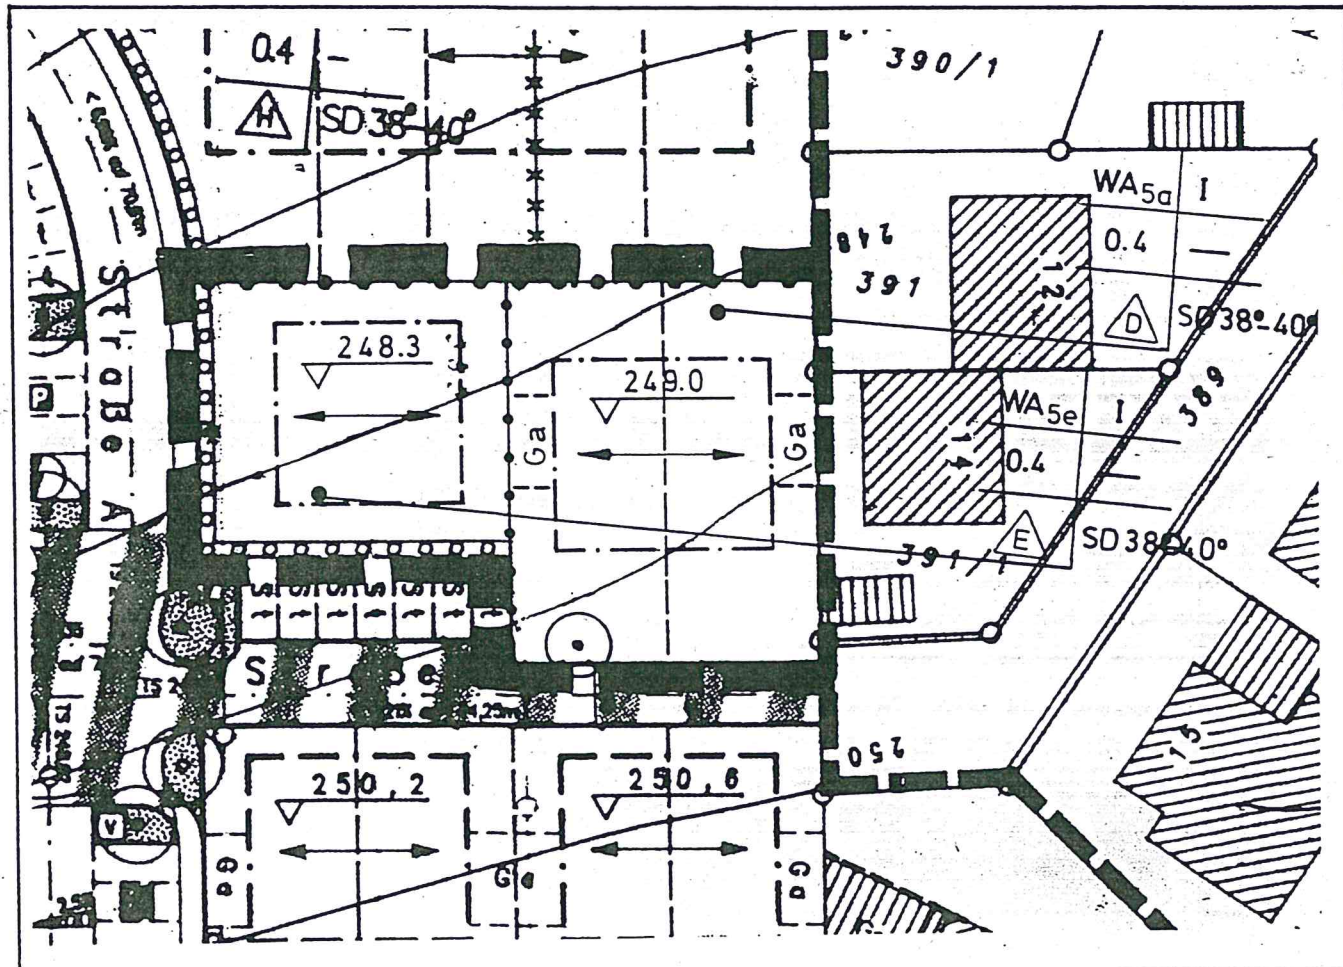 0.4 –
H SD 38°-40°
390/1
Straße A
P
WA5a I
0.4 —
D SD 38°-40°
248
391
12
248.3
249.0
Ga
Ga
WA5e I
0.4 —
E SD 38°-40°
14
391/1
389
S S S S S S
250
15
250,2
250,6
V
Ga
Ga